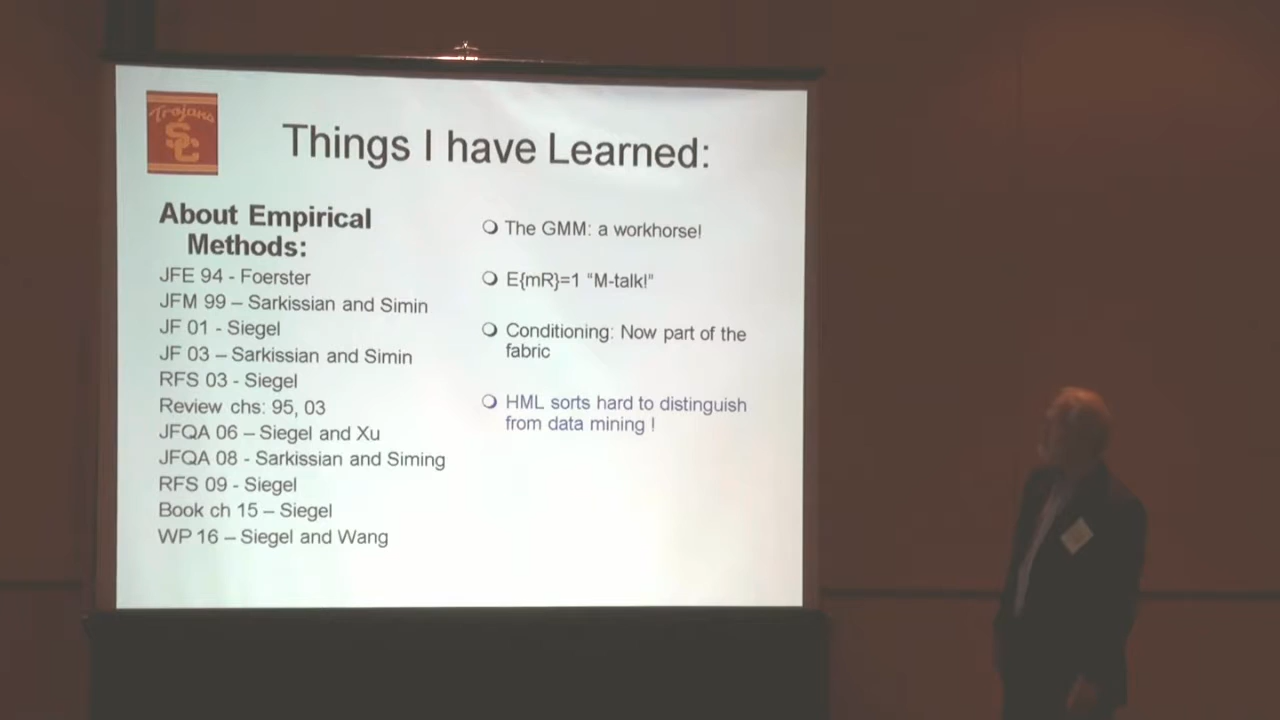 Trojans
SC
Things I have Learned:
About Empirical
Methods:
JFE 94 - Foerster
JFM 99 – Sarkissian and Simin
JF 01 - Siegel
JF 03 – Sarkissian and Simin
RFS 03 - Siegel
Review chs: 95, 03
JFQA 06 – Siegel and Xu
JFQA 08 - Sarkissian and Siming
RFS 09 - Siegel
Book ch 15 – Siegel
WP 16 – Siegel and Wang
The GMM: a workhorse!
E{mR}=1 "M-talk!"
Conditioning: Now part of the
fabric
HML sorts hard to distinguish
from data mining !